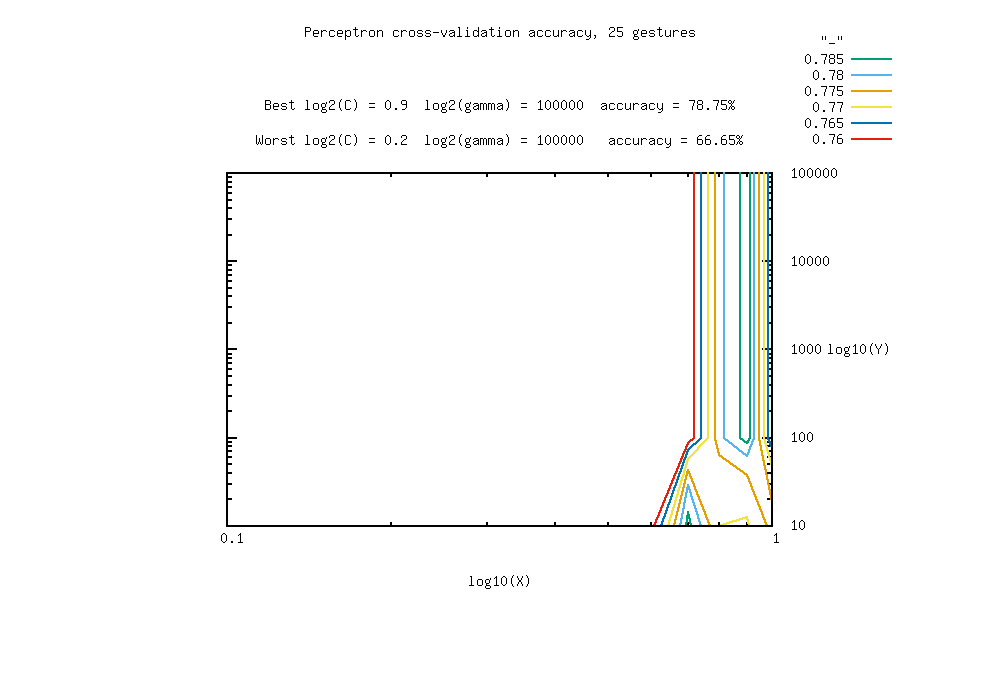 Perceptron cross-validation accuracy, 25 gestures
"_"
0.785
0.78
0.775
0.77
0.765
0.76
Best log2(C) = 0.9 log2(gamma) = 100000 accuracy = 78.75%
Worst log2(C) = 0.2 log2(gamma) = 100000 accuracy = 66.65%
100000
10000
1000 log10(Y)
100
10
0.1 1
log10(X)